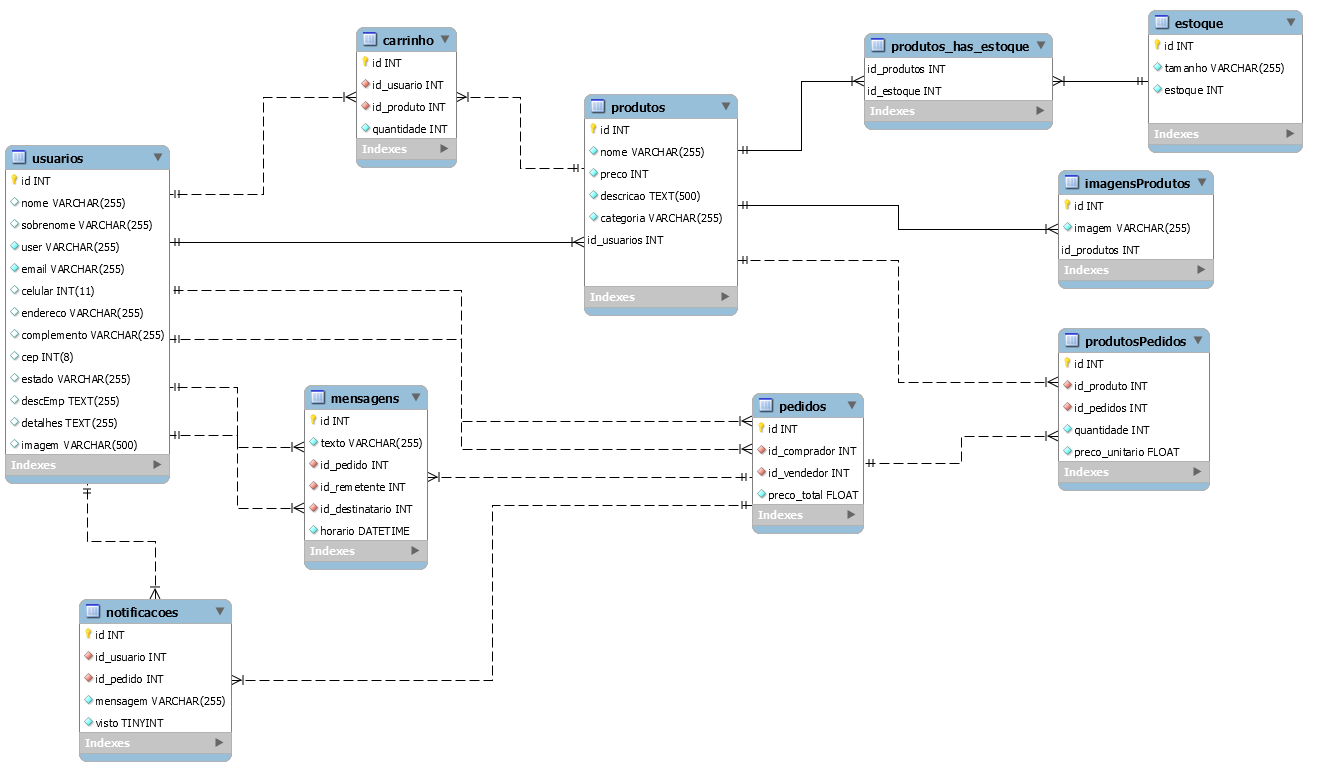 carrinho
id INT
id_usuario INT
id_produto INT
quantidade INT
Indexes
produtos_has_estoque
id_produtos INT
id_estoque INT
Indexes
estoque
id INT
tamanho VARCHAR(255)
estoque INT
Indexes
produtos
id INT
nome VARCHAR(255)
preco INT
descricao TEXT(500)
categoria VARCHAR(255)
id_usuarios INT
Indexes
usuarios
id INT
nome VARCHAR(255)
sobrenome VARCHAR(255)
user VARCHAR(255)
email VARCHAR(255)
celular INT(11)
endereco VARCHAR(255)
complemento VARCHAR(255)
cep INT(8)
estado VARCHAR(255)
descEmp TEXT(255)
detalhes TEXT(255)
imagem VARCHAR(500)
Indexes
imagensProdutos
id INT
imagem VARCHAR(255)
id_produtos INT
Indexes
produtosPedidos
id INT
id_produto INT
id_pedidos INT
quantidade INT
preco_unitario FLOAT
Indexes
mensagens
id INT
texto VARCHAR(255)
id_pedido INT
id_remetente INT
id_destinatario INT
horario DATETIME
Indexes
pedidos
id INT
id_comprador INT
id_vendedor INT
preco_total FLOAT
Indexes
notificacoes
id INT
id_usuario INT
id_pedido INT
mensagem VARCHAR(255)
visto TINYINT
Indexes